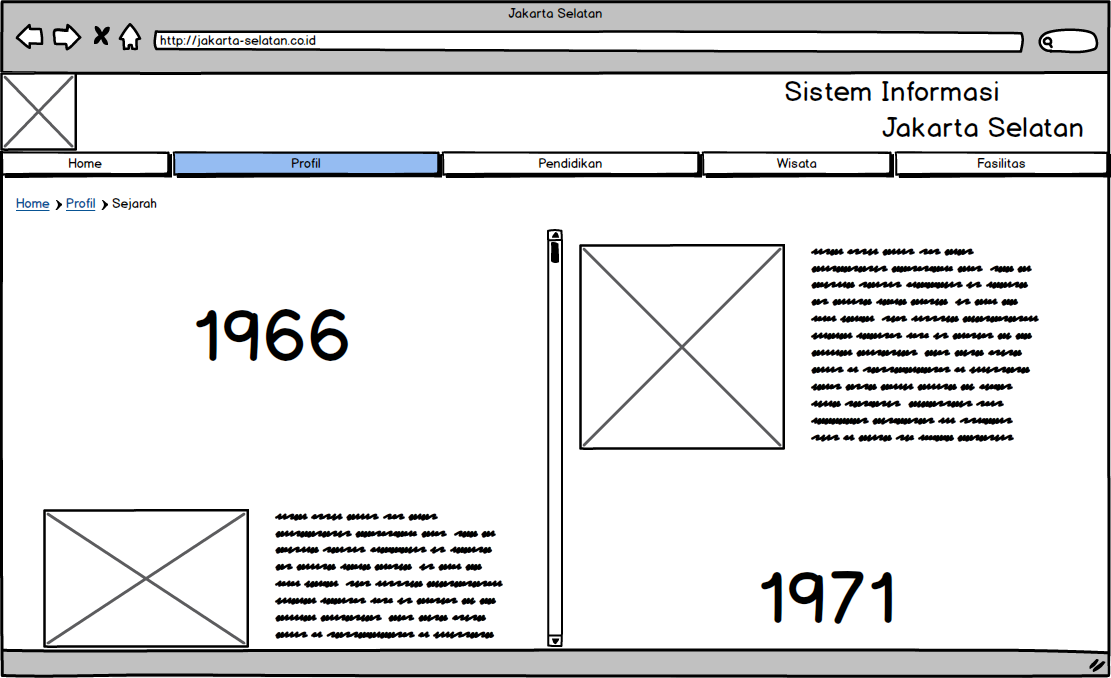 Jakarta Selatan
http://jakarta-selatan.co.id
Sistem Informasi
Jakarta Selatan
Home Profil Pendidikan Wisata Fasilitas
Home Profil Sejarah
1966
1971